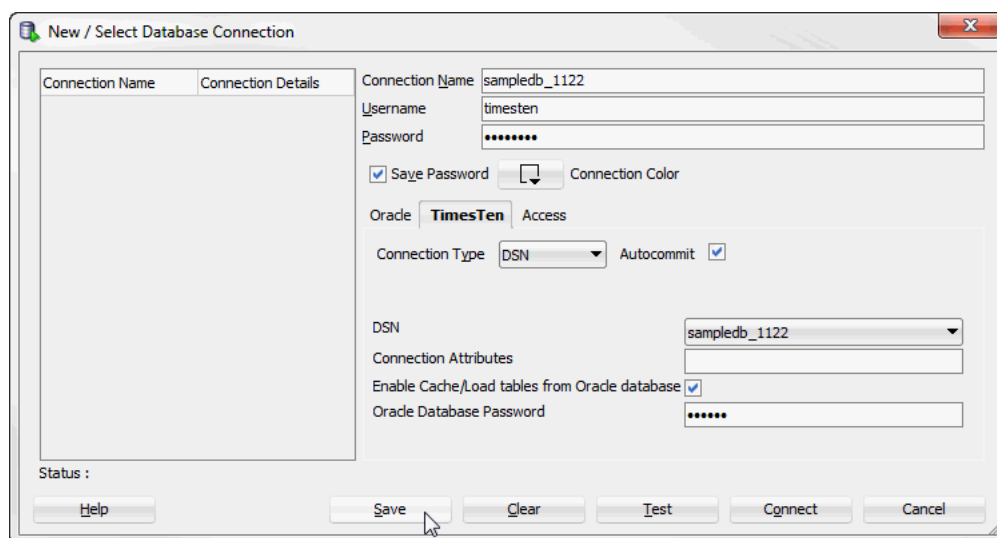 New / Select Database Connection
Connection Name Connection Details
Connection Name sampledb_1122
Username timesten
Password ••••••••
Save Password Connection Color
Oracle TimesTen Access
Connection Type DSN Autocommit
DSN sampledb_1122
Connection Attributes
Enable Cache/Load tables from Oracle database
Oracle Database Password ••••••
Status :
Help Save Clear Test Connect Cancel